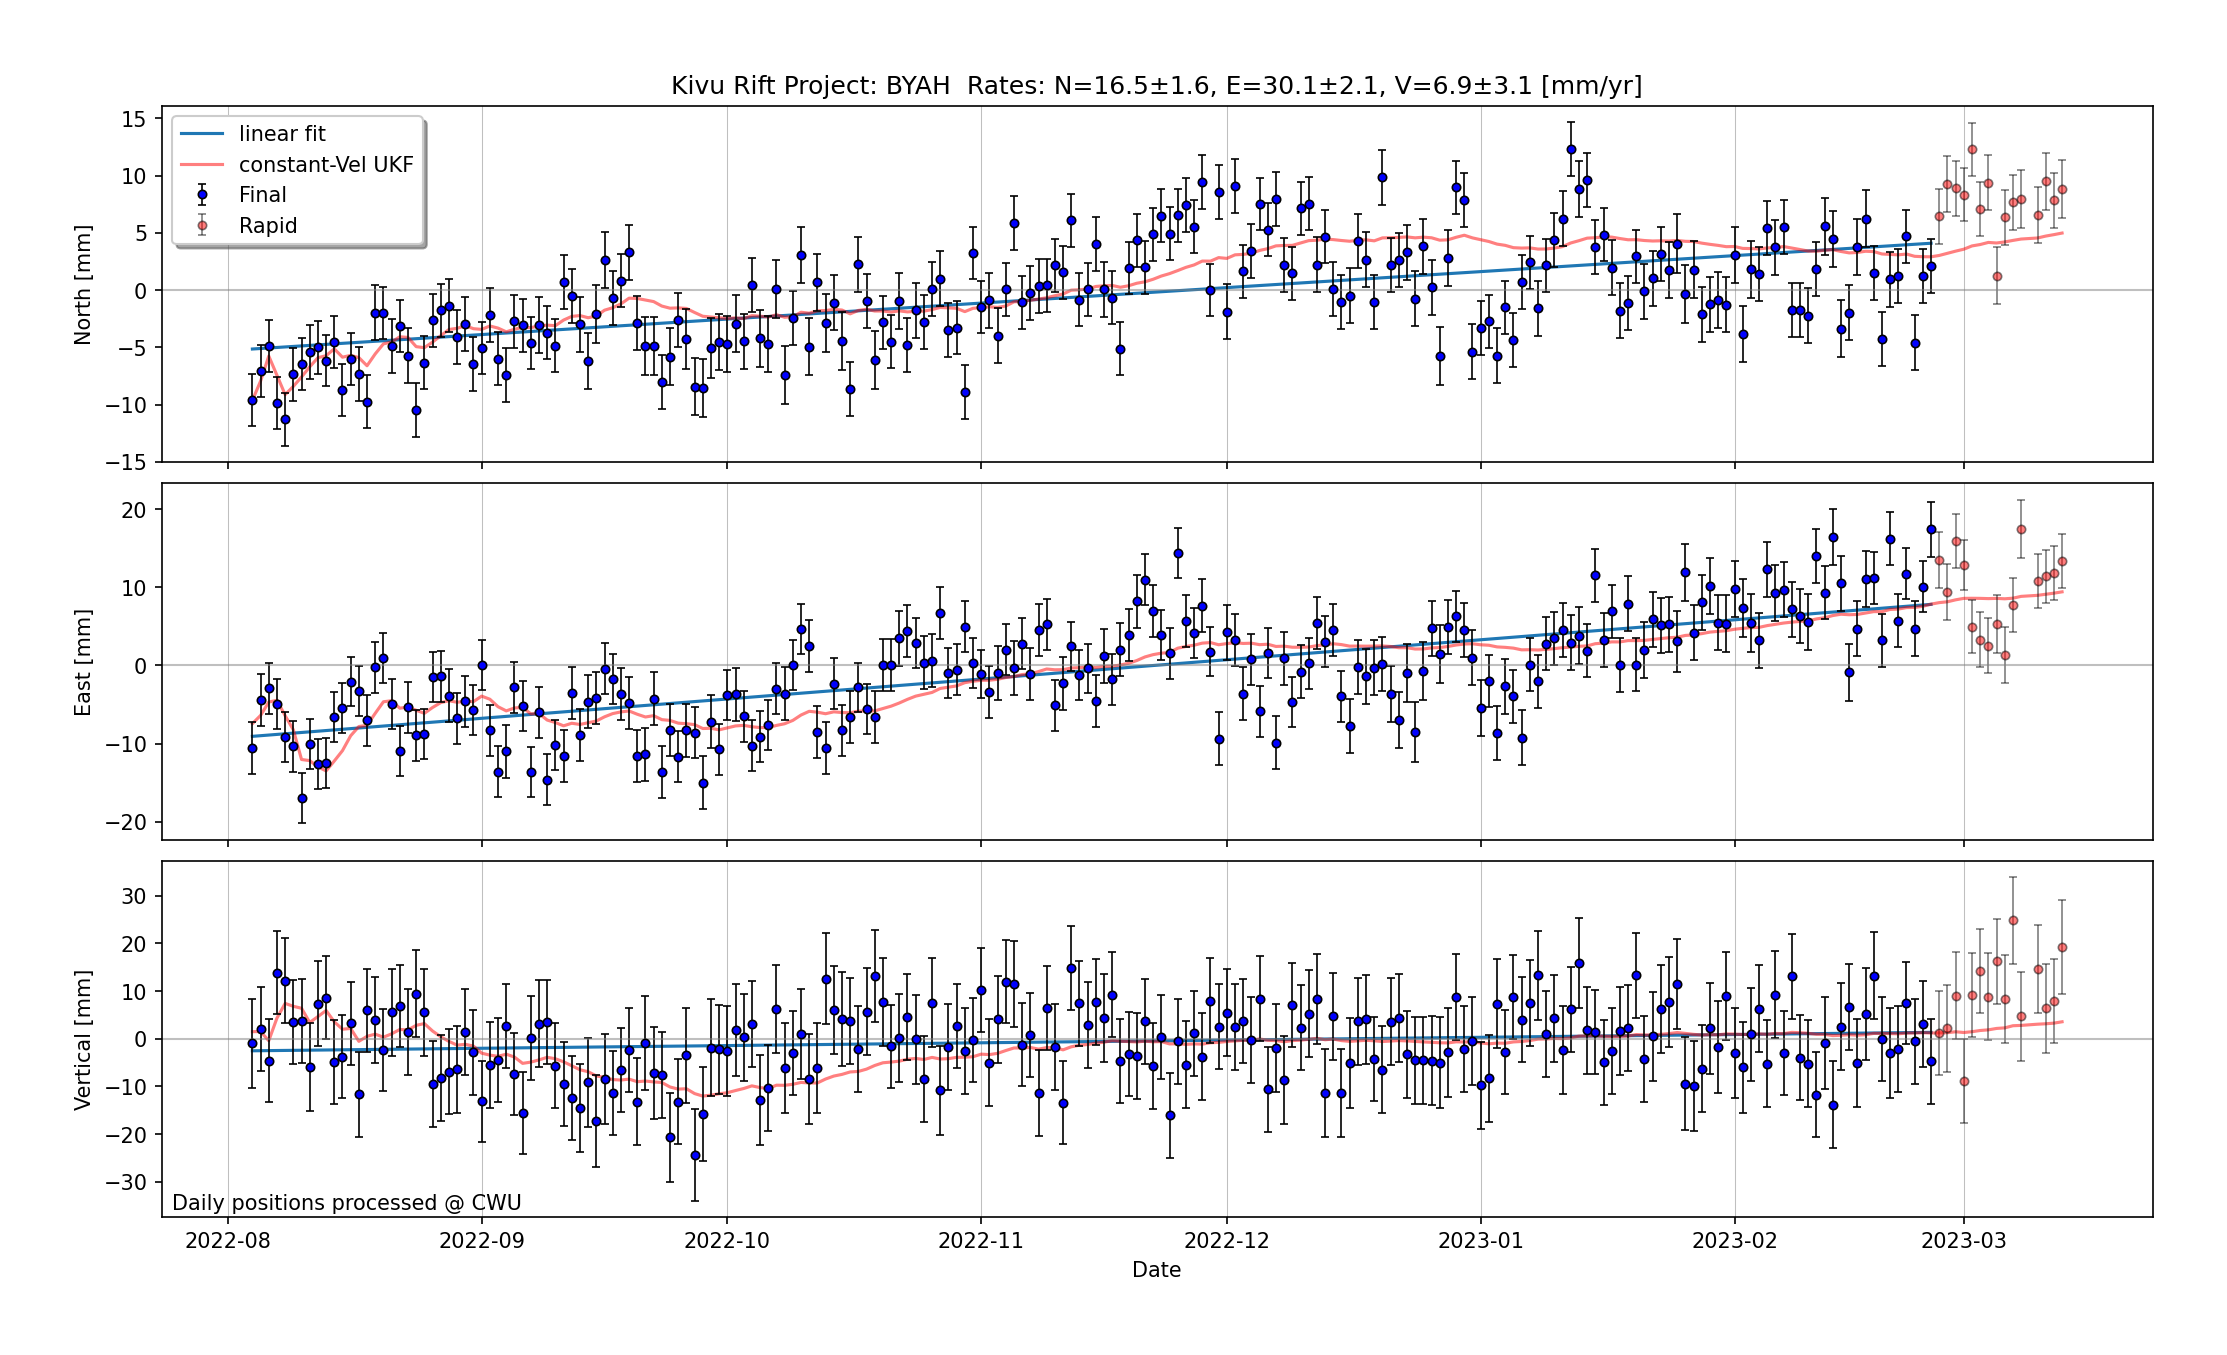 Kivu Rift Project: BYAH  Rates: N=16.5±1.6, E=30.1±2.1, V=6.9±3.1 [mm/yr]
linear fit
constant-Vel UKF
Final
Rapid
North [mm]
15
10
5
0
−5
−10
−15
East [mm]
20
10
0
−10
−20
Vertical [mm]
30
20
10
0
−10
−20
−30
Daily positions processed @ CWU
2022-08 2022-09 2022-10 2022-11 2022-12 2023-01 2023-02 2023-03
Date